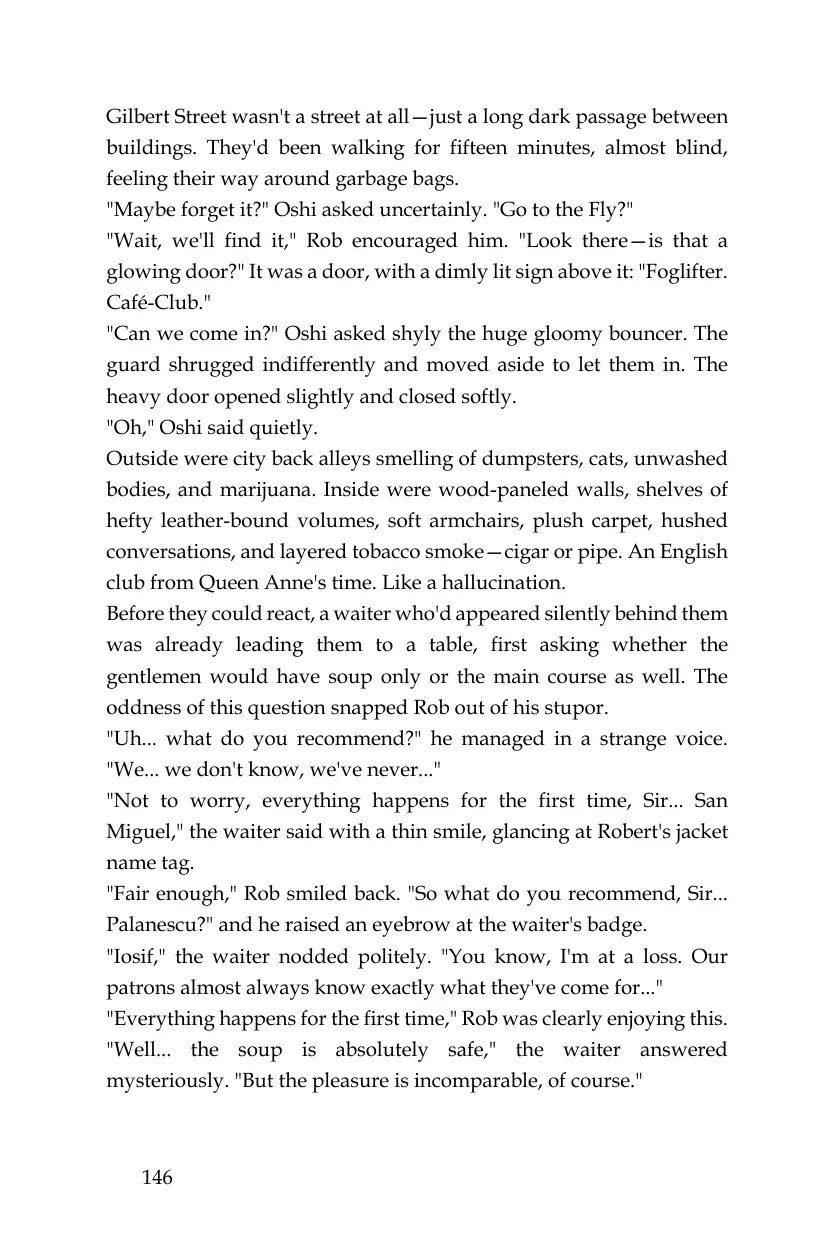 Gilbert Street wasn't a street at all—just a long dark passage between
buildings. They'd been walking for fifteen minutes, almost blind,
feeling their way around garbage bags.
"Maybe forget it?" Oshi asked uncertainly. "Go to the Fly?"
"Wait, we'll find it," Rob encouraged him. "Look there—is that a
glowing door?" It was a door, with a dimly lit sign above it: "Foglifter.
Café-Club."
"Can we come in?" Oshi asked shyly the huge gloomy bouncer. The
guard shrugged indifferently and moved aside to let them in. The
heavy door opened slightly and closed softly.
"Oh," Oshi said quietly.
Outside were city back alleys smelling of dumpsters, cats, unwashed
bodies, and marijuana. Inside were wood-paneled walls, shelves of
hefty leather-bound volumes, soft armchairs, plush carpet, hushed
conversations, and layered tobacco smoke—cigar or pipe. An English
club from Queen Anne's time. Like a hallucination.
Before they could react, a waiter who'd appeared silently behind them
was already leading them to a table, first asking whether the
gentlemen would have soup only or the main course as well. The
oddness of this question snapped Rob out of his stupor.
"Uh... what do you recommend?" he managed in a strange voice.
"We... we don't know, we've never..."
"Not to worry, everything happens for the first time, Sir... San
Miguel," the waiter said with a thin smile, glancing at Robert's jacket
name tag.
"Fair enough," Rob smiled back. "So what do you recommend, Sir...
Palanescu?" and he raised an eyebrow at the waiter's badge.
"Iosif," the waiter nodded politely. "You know, I'm at a loss. Our
patrons almost always know exactly what they've come for..."
"Everything happens for the first time," Rob was clearly enjoying this.
"Well... the soup is absolutely safe," the waiter answered
mysteriously. "But the pleasure is incomparable, of course."
146